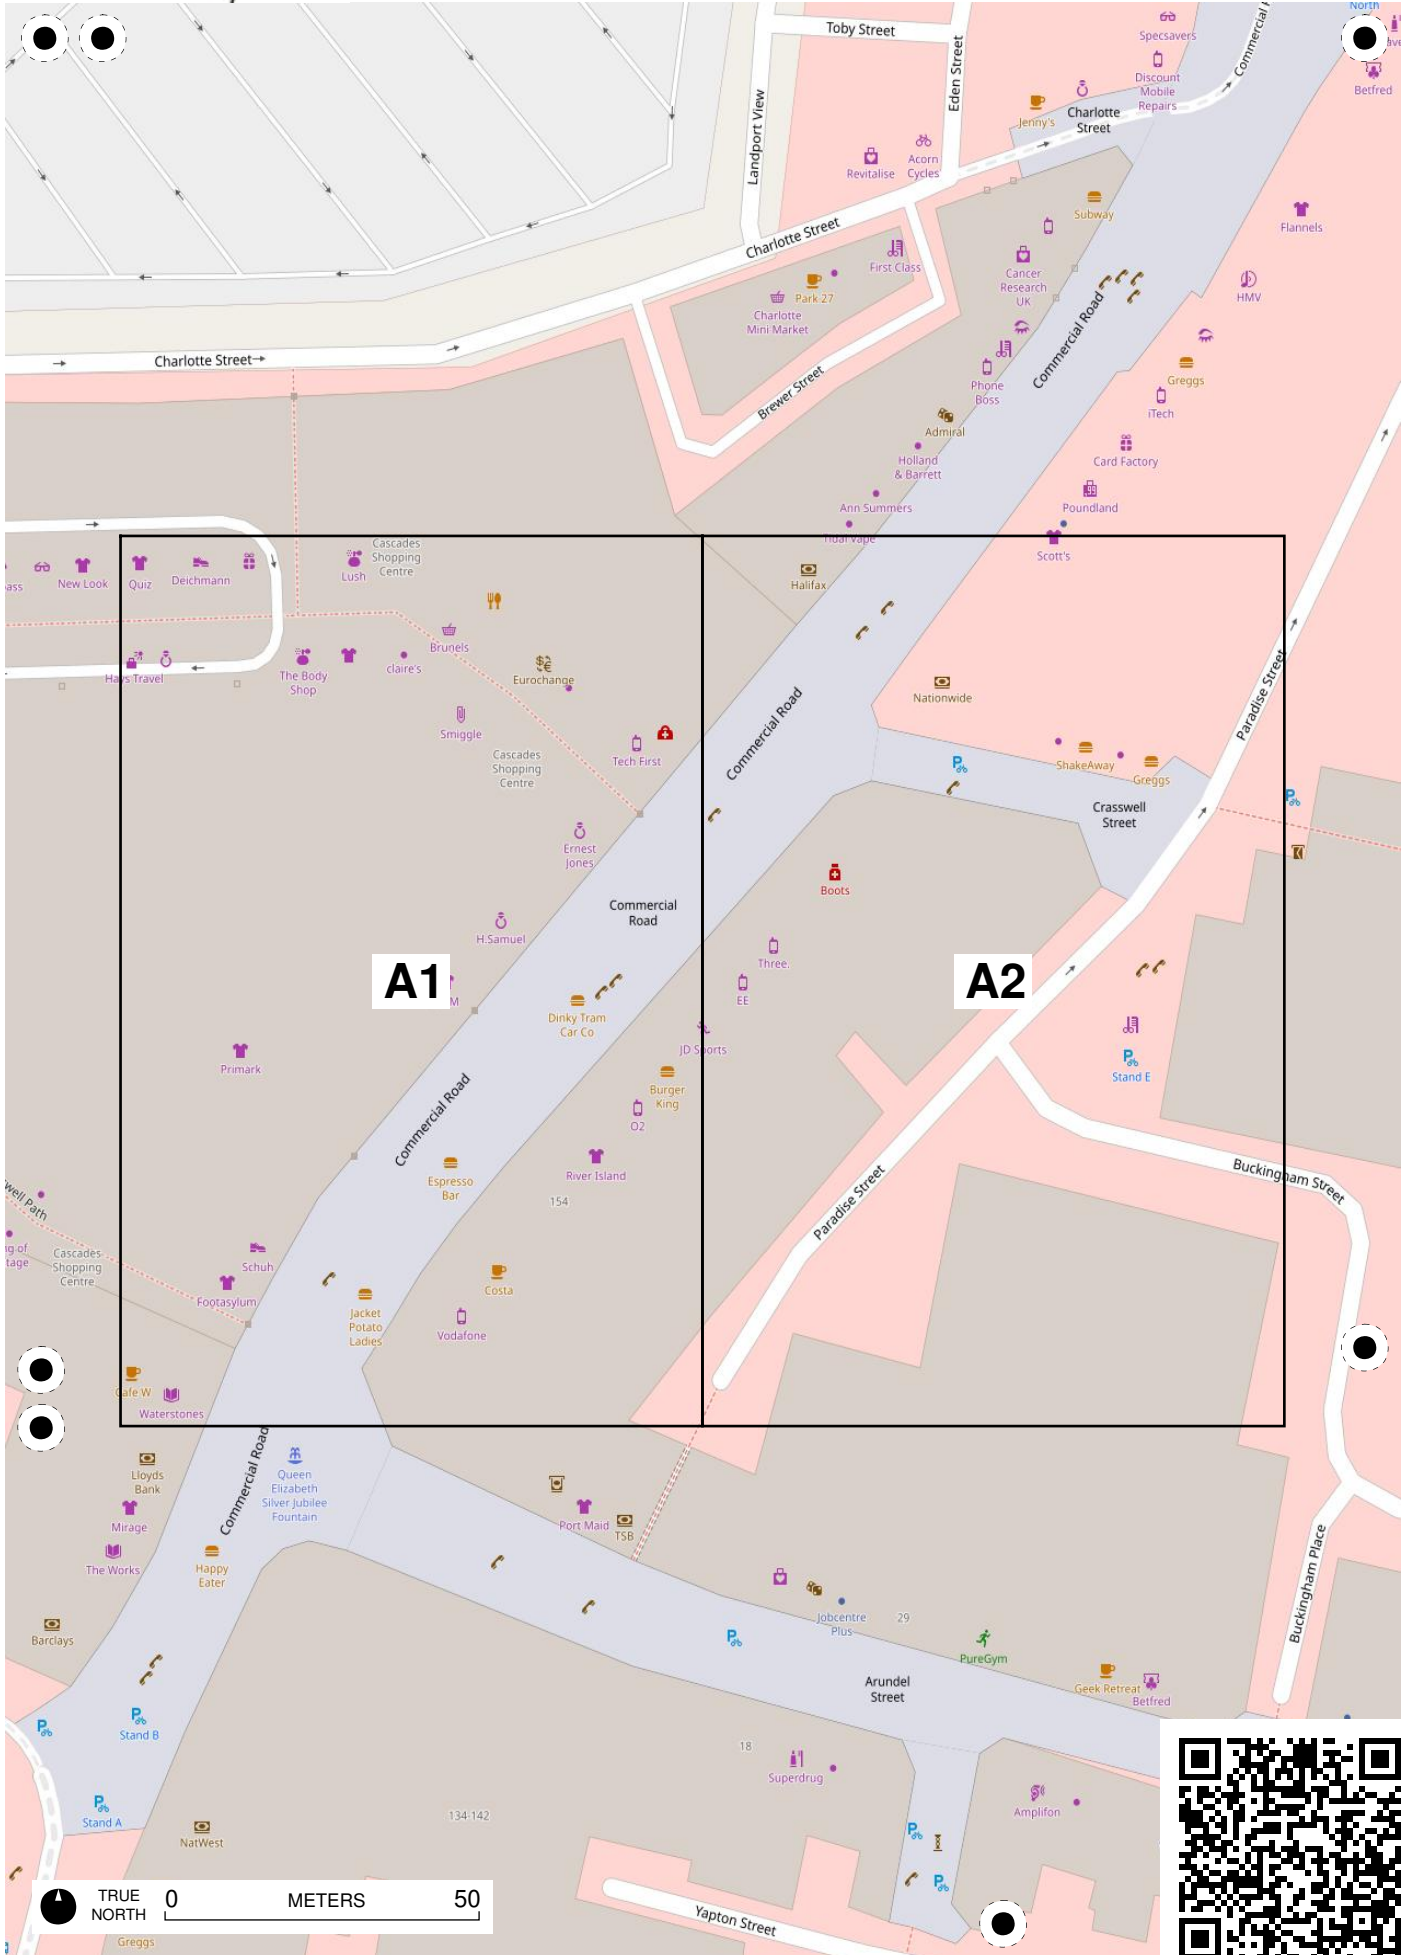 North
Toby Street
Specsavers
Commercial
Eden Street
Betfred
Discount
Mobile
Repairs
Landport View
Jenny's
Charlotte
Street
Acorn
Cycles
Revitalise
Subway
Flannels
Charlotte Street
First Class
Cancer
Research
UK
HMV
Park 27
Charlotte
Mini Market
Commercial Road
Charlotte Street
Brewer Street
Phone
Boss
Greggs
iTech
Admiral
Holland
& Barrett
Card Factory
Ann Summers
Poundland
Tidal Vape
Scott's
Cascades
Shopping
Centre
New Look
Quiz
Deichmann
Lush
Halifax
Brunels
Hays Travel
The Body
Shop
claire's
Eurochange
Nationwide
Paradise Street
Smiggle
Commercial Road
Cascades
Shopping
Centre
Tech First
ShakeAway
Greggs
Crasswell
Street
Ernest
Jones
Boots
Commercial
Road
H.Samuel
Three.
A1
A2
M
EE
Dinky Tram
Car Co
JD Sports
Primark
Burger
King
Stand E
O2
Commercial Road
River Island
Espresso
Bar
154
Buckingham Street
Paradise Street
well Path
Cascades
Shopping
Centre
Schuh
Costa
Footasylum
Jacket
Potato
Ladies
Vodafone
Cafe W
Waterstones
Commercial Road
Lloyds
Bank
Queen
Elizabeth
Silver Jubilee
Fountain
Mirage
Port Maid
TSB
The Works
Happy
Eater
Buckingham Place
Jobcentre
Plus
29
Barclays
PureGym
Arundel
Street
Geek Retreat
Betfred
Stand B
18
Superdrug
Stand A
134-142
Amplifon
NatWest
TRUE
NORTH
0
METERS
50
Yapton Street
Greggs